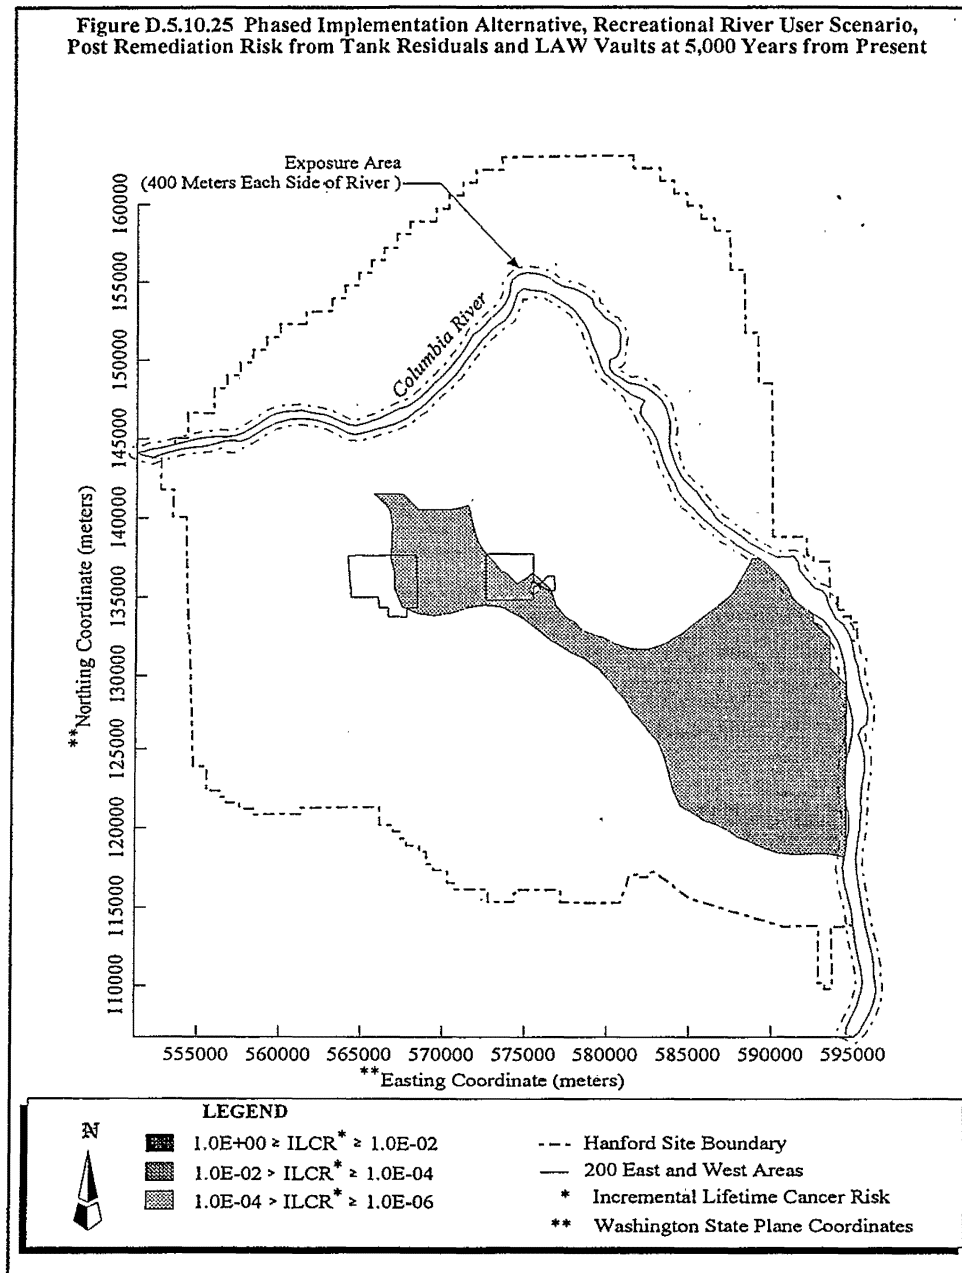 Figure D.5.10.25 Phased Implementation Alternative, Recreational River User Scenario,
Post Remediation Risk from Tank Residuals and LAW Vaults at 5,000 Years from Present
Exposure Area
(400 Meters Each Side of River )
Columbia River
**Northing Coordinate (meters)
160000
155000
150000
145000
140000
135000
130000
125000
120000
115000
110000
555000 560000 565000 570000 575000 580000 585000 590000 595000
**Easting Coordinate (meters)
LEGEND
N
1.0E+00 ≥ ILCR* ≥ 1.0E-02
1.0E-02 > ILCR* ≥ 1.0E-04
1.0E-04 > ILCR* ≥ 1.0E-06
Hanford Site Boundary
200 East and West Areas
* Incremental Lifetime Cancer Risk
** Washington State Plane Coordinates